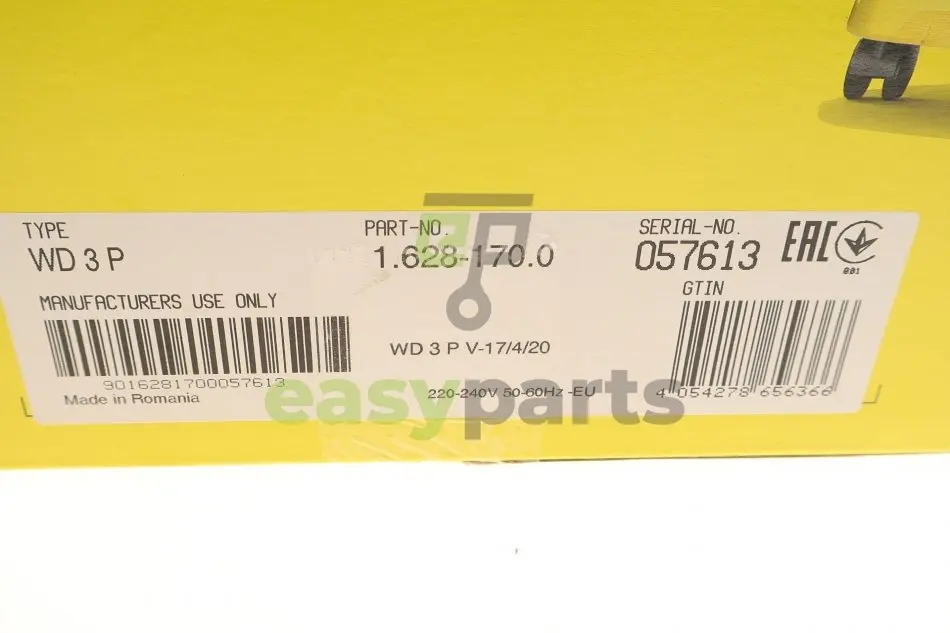 TYPE PART-NO. SERIAL-NO.
WD 3 P 1.628-170.0 057613
EAC
B01
GTIN
MANUFACTURERS USE ONLY
WD 3 P V-17/4/20
9016281700057613
Made in Romania
220-240V 50-60Hz -EU
4 054278 656366
easyparts